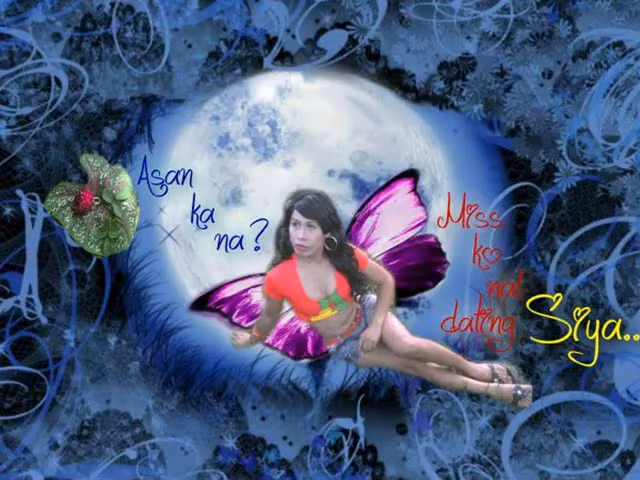 Asan
ka
na?
Miss
ko
na!
dating
Siya..